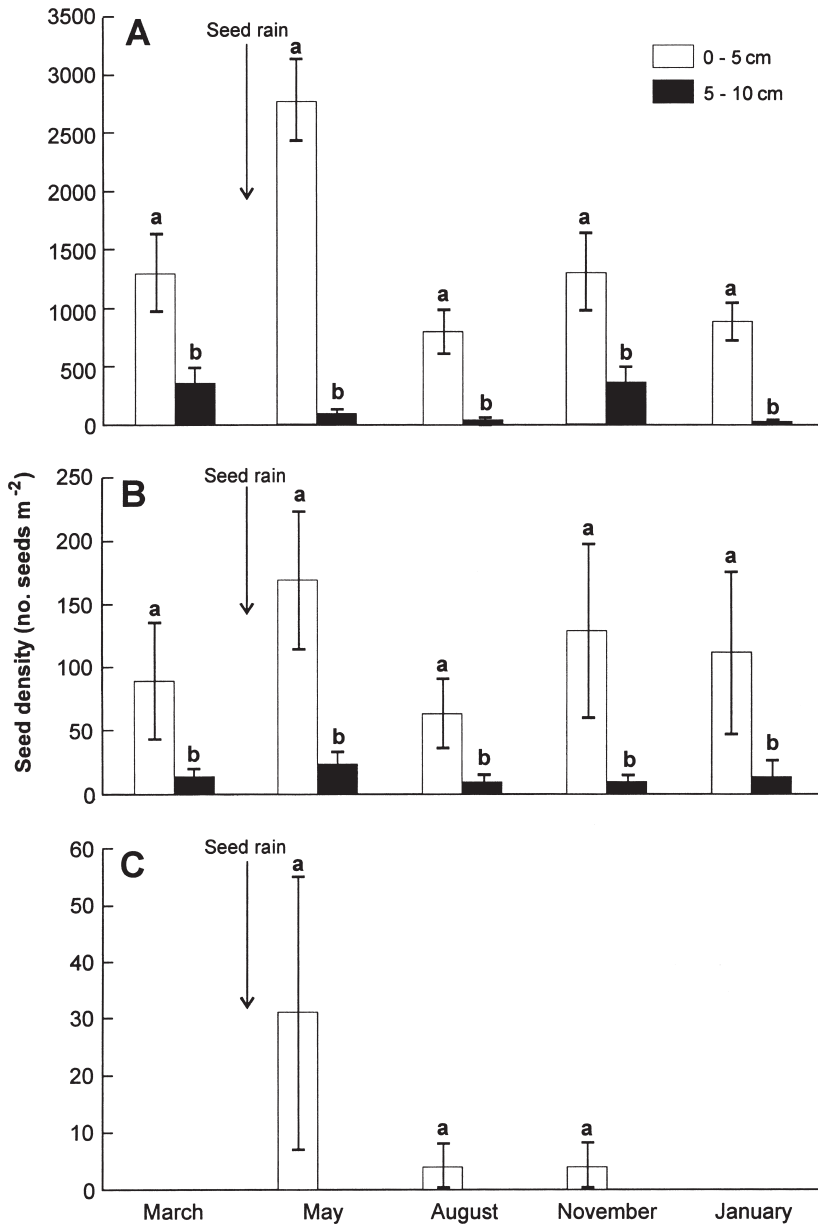 A
Seed rain
0 - 5 cm
5 - 10 cm
3500
3000
2500
2000
1500
1000
500
0
a
b
a
b
a
b
a
b
a
b
B
Seed rain
250
200
150
100
50
0
a
b
a
b
a
b
a
b
a
b
Seed density (no. seeds m⁻²)
C
Seed rain
60
50
40
30
20
10
0
a
a
a
March May August November January